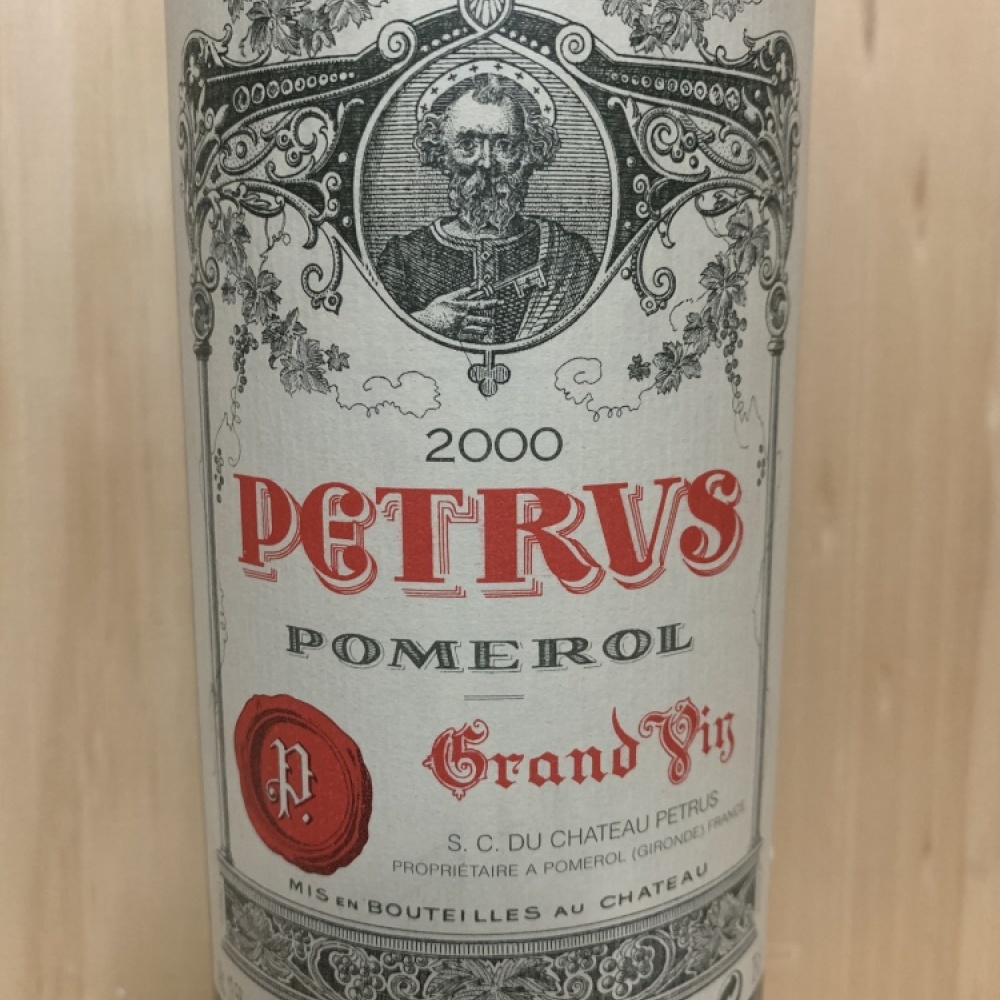 2000
PETRVS
POMEROL
Grand Vin
P.
S. C. DU CHATEAU PETRUS
PROPRIÉTAIRE A POMEROL (GIRONDE) FRANCE
MIS EN BOUTEILLES AU CHATEAU